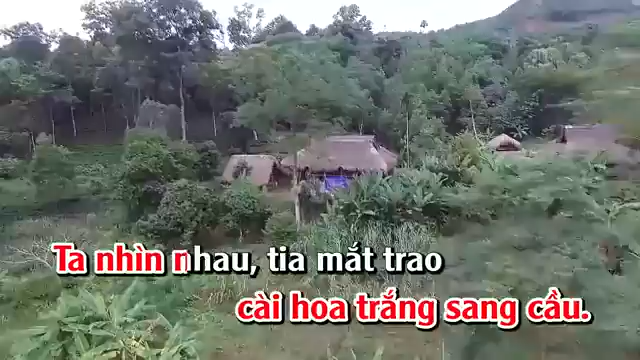 Ta nhìn nhau, tia mắt trao
cài hoa trắng sang cầu.